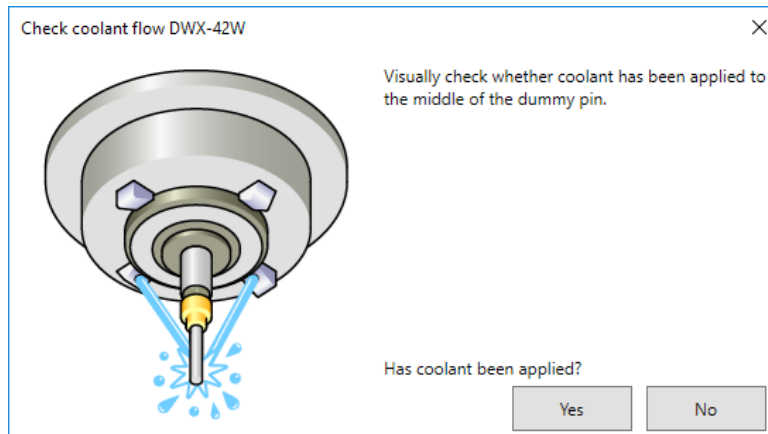 Check coolant flow DWX-42W
Visually check whether coolant has been applied to
the middle of the dummy pin.
Has coolant been applied?
Yes
No